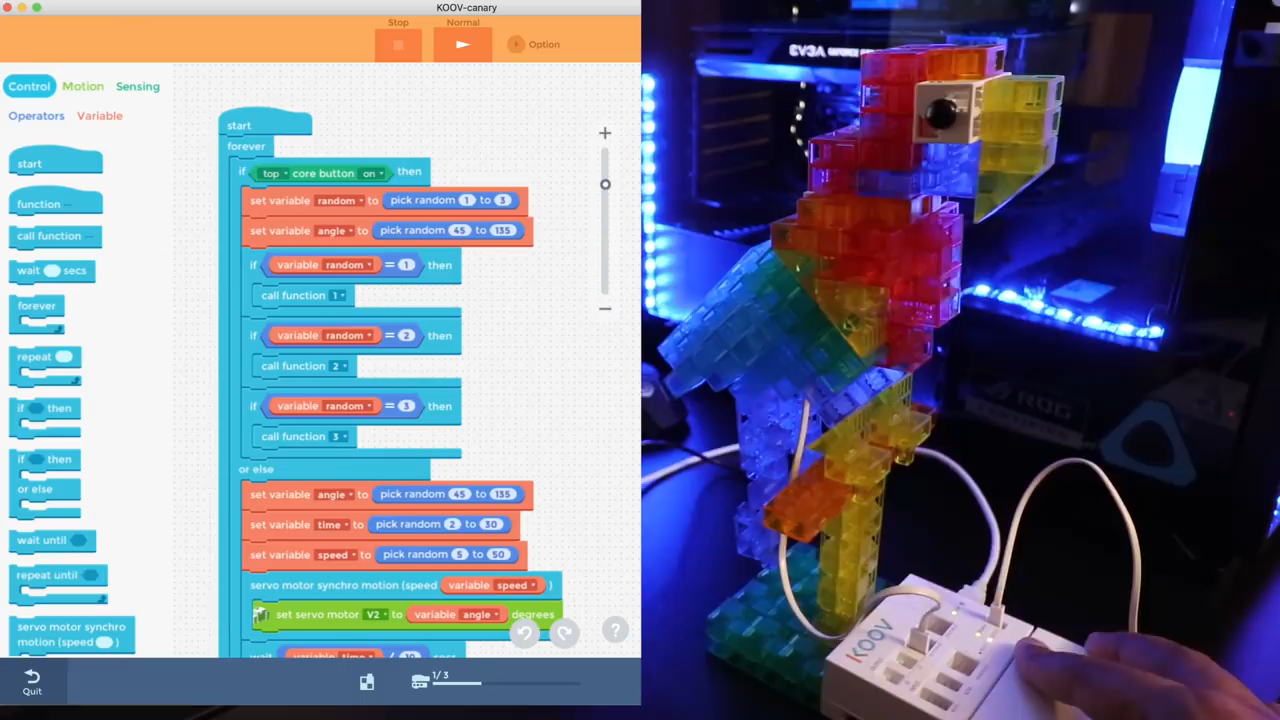 KOOV-canary
Stop
Normal
Option
Control
Motion
Sensing
Operators
Variable
start
function
call function
wait secs
forever
repeat
if then
if then
or else
wait until
repeat until
servo motor synchro
motion (speed )
start
forever
if top core button on then
set variable random to pick random 1 to 3
set variable angle to pick random 45 to 135
if variable random = 1 then
call function 1
if variable random = 2 then
call function 2
if variable random = 3 then
call function 3
or else
set variable angle to pick random 45 to 135
set variable time to pick random 2 to 30
set variable speed to pick random 5 to 50
servo motor synchro motion (speed variable speed )
set servo motor V2 to variable angle degrees
wait variable time / 10 secs
+
−
?
Quit
1/3
EVGA
ROG
KOOV